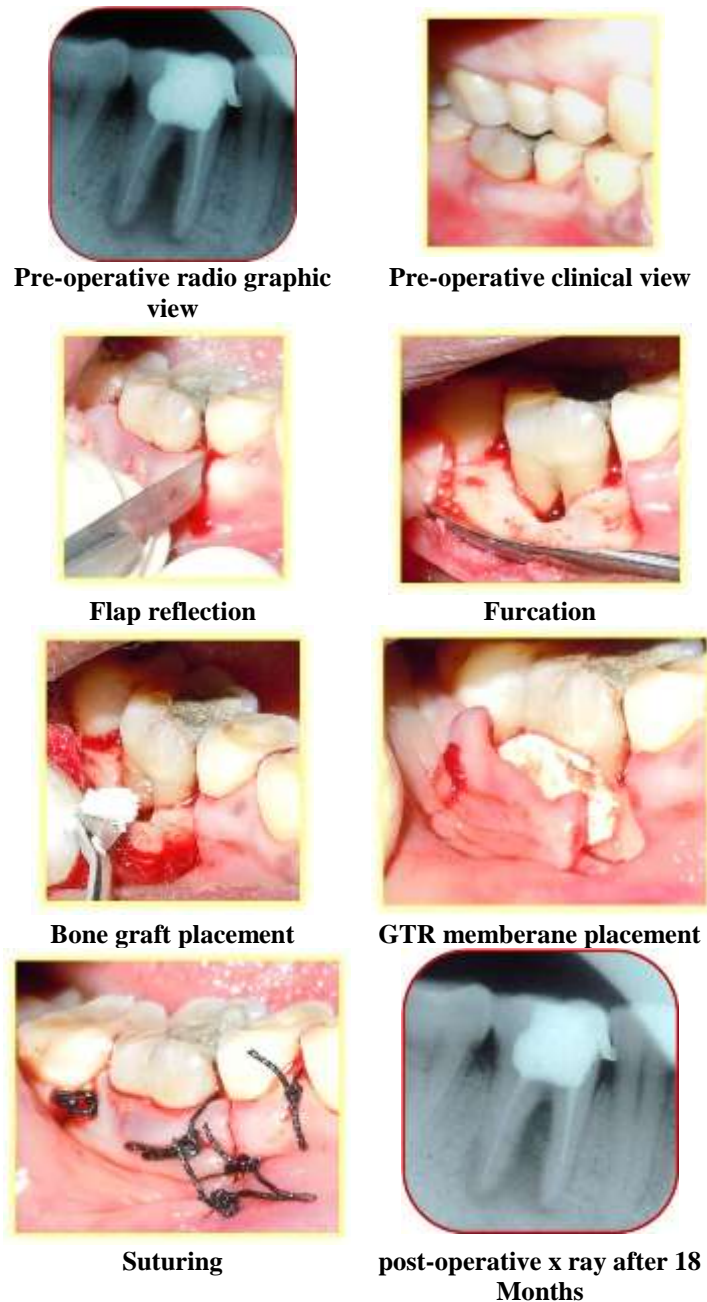 Pre-operative radio graphic
view
Pre-operative clinical view
Flap reflection
Furcation
Bone graft placement
GTR memberane placement
Suturing
post-operative x ray after 18
Months